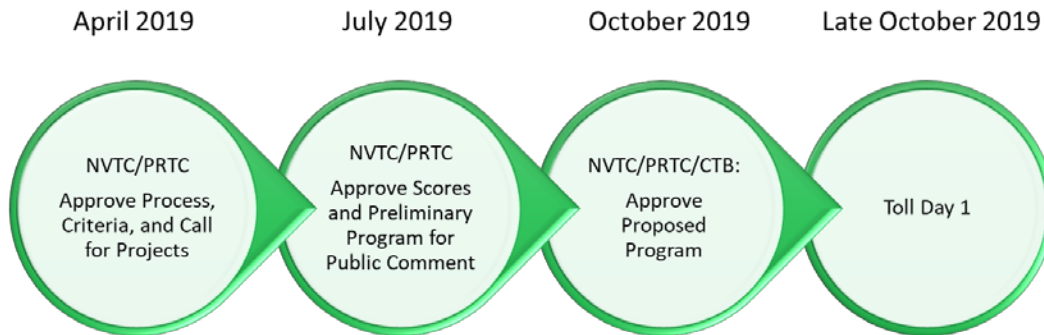 April 2019
July 2019
October 2019
Late October 2019
NVTC/PRTC
Approve Process,
Criteria, and Call
for Projects
NVTC/PRTC
Approve Scores
and Preliminary
Program for
Public Comment
NVTC/PRTC/CTB:
Approve
Proposed
Program
Toll Day 1